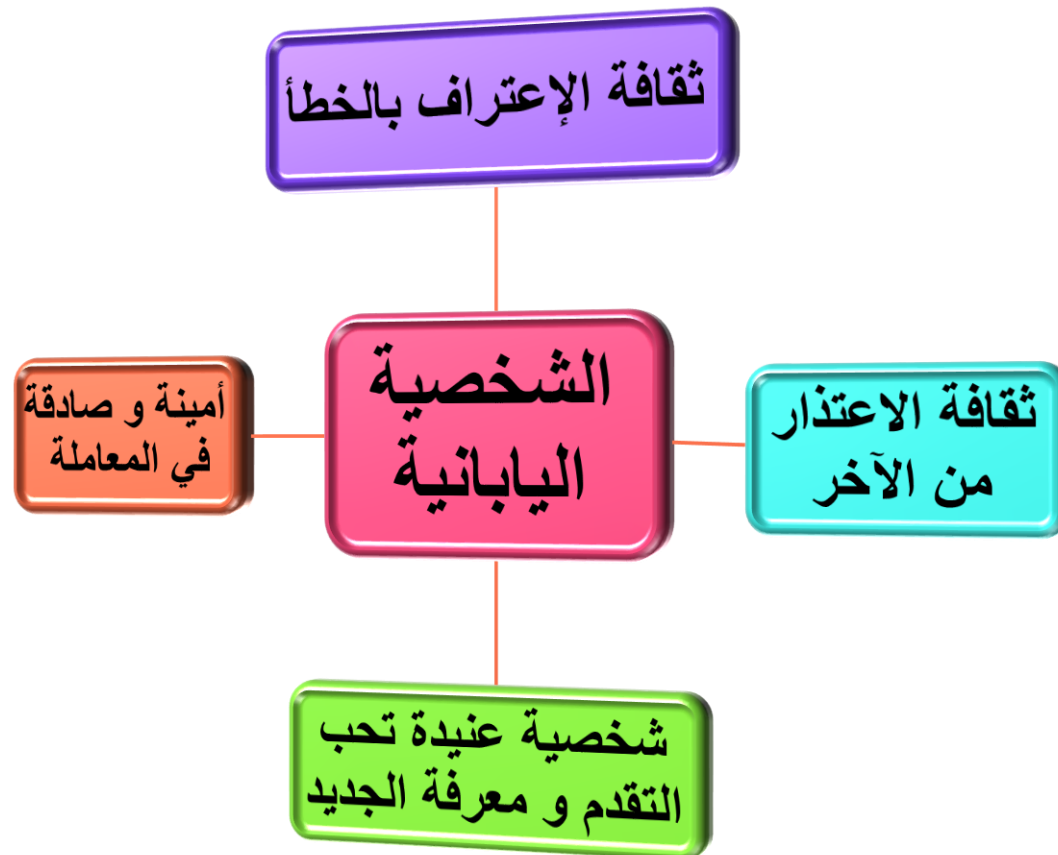 ثقافة الإعتراف بالخطأ
الشخصية
اليابانية
ثقافة الاعتذار
من الآخر
أمينة و صادقة
في المعاملة
شخصية عنيدة تحب
التقدم و معرفة الجديد